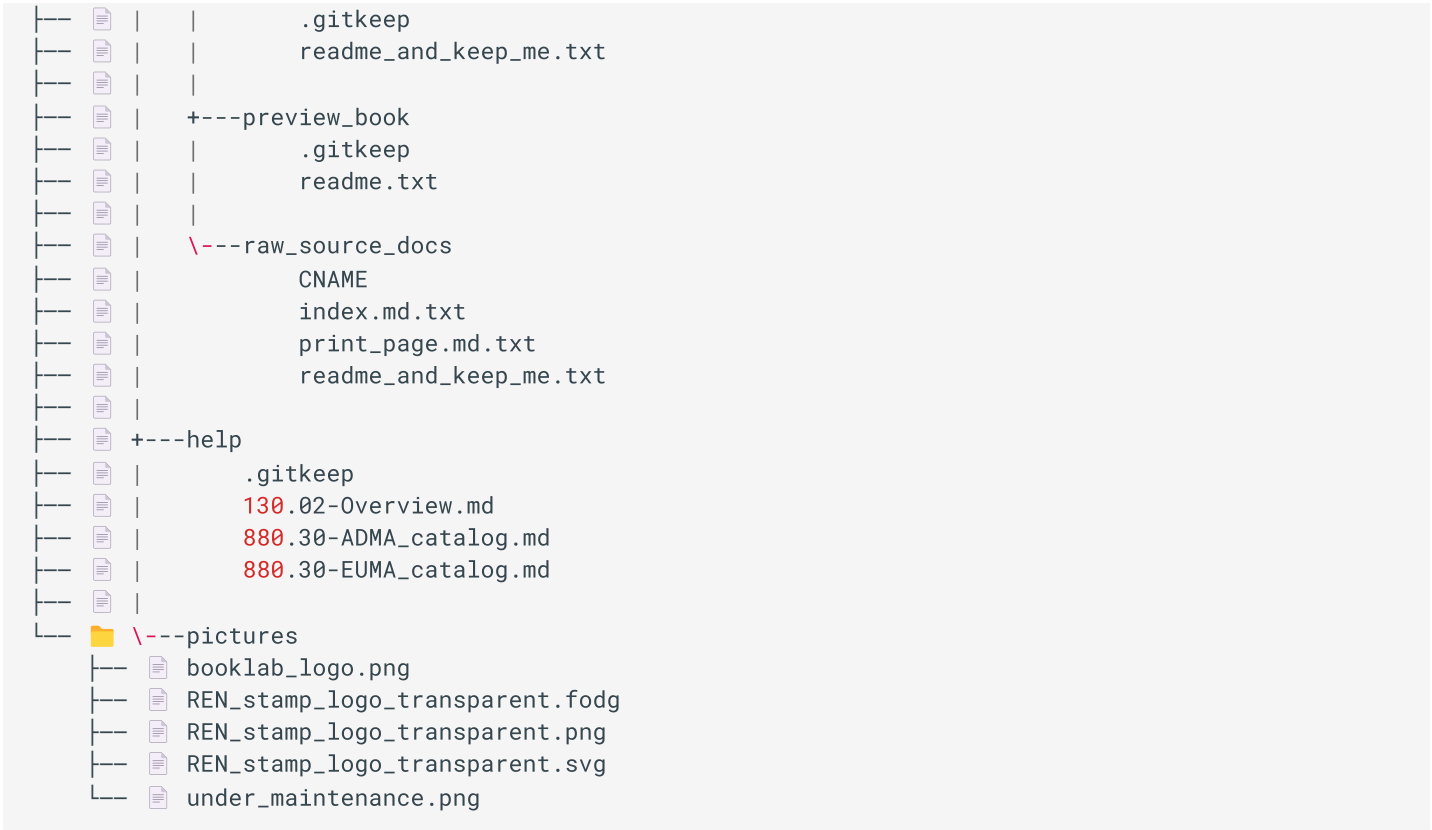 ├── │   │       .gitkeep
├── │   │       readme_and_keep_me.txt
├── │   │
├── │   +---preview_book
├── │   │       .gitkeep
├── │   │       readme.txt
├── │   │
├── │   \---raw_source_docs
├── │           CNAME
├── │           index.md.txt
├── │           print_page.md.txt
├── │           readme_and_keep_me.txt
├── │
├── +---help
├── │       .gitkeep
├── │       130.02-Overview.md
├── │       880.30-ADMA_catalog.md
├── │       880.30-EUMA_catalog.md
├── │
└── \---pictures
    ├── booklab_logo.png
    ├── REN_stamp_logo_transparent.fodg
    ├── REN_stamp_logo_transparent.png
    ├── REN_stamp_logo_transparent.svg
    └── under_maintenance.png